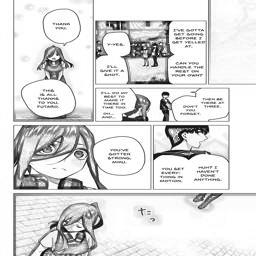 I'VE GOTTA
GET GOING
BEFORE I
GET YELLED
AT.
CAN YOU
HANDLE THE
REST ON
YOUR OWN?
Y-YES.
I'LL GIVE
IT A SHOT.
THANK
YOU.
THIS
IS ALL
THANKS
TO YOU,
FUTARO.
THEN BE
THERE AT
THREE.
DON'T
YOU
FORGET.
I'LL DO MY
BEST TO
MAKE IT
THERE IN
TIME TOO.
OH...
HUH? I
HAVEN'T
DONE
ANYTHING.
YOU SET
EVERY-
THING IN
MOTION.
YOU'VE
GOTTEN
STRONG,
MIKU.